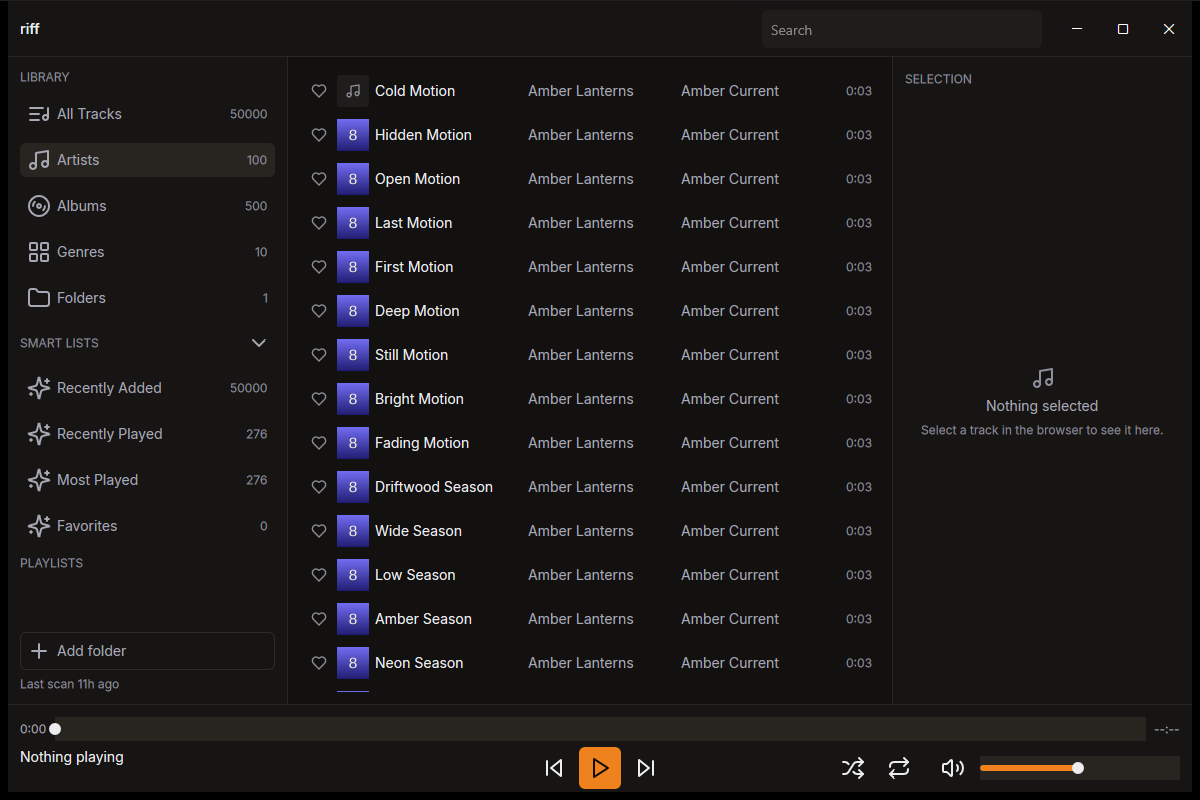 riff
Search
LIBRARY
All Tracks 50000
Artists 100
Albums 500
Genres 10
Folders 1
SMART LISTS
Recently Added 50000
Recently Played 276
Most Played 276
Favorites 0
PLAYLISTS
Add folder
Last scan 11h ago
Cold Motion Amber Lanterns Amber Current 0:03
8 Hidden Motion Amber Lanterns Amber Current 0:03
8 Open Motion Amber Lanterns Amber Current 0:03
8 Last Motion Amber Lanterns Amber Current 0:03
8 First Motion Amber Lanterns Amber Current 0:03
8 Deep Motion Amber Lanterns Amber Current 0:03
8 Still Motion Amber Lanterns Amber Current 0:03
8 Bright Motion Amber Lanterns Amber Current 0:03
8 Fading Motion Amber Lanterns Amber Current 0:03
8 Driftwood Season Amber Lanterns Amber Current 0:03
8 Wide Season Amber Lanterns Amber Current 0:03
8 Low Season Amber Lanterns Amber Current 0:03
8 Amber Season Amber Lanterns Amber Current 0:03
8 Neon Season Amber Lanterns Amber Current 0:03
SELECTION
Nothing selected
Select a track in the browser to see it here.
0:00 --:--
Nothing playing